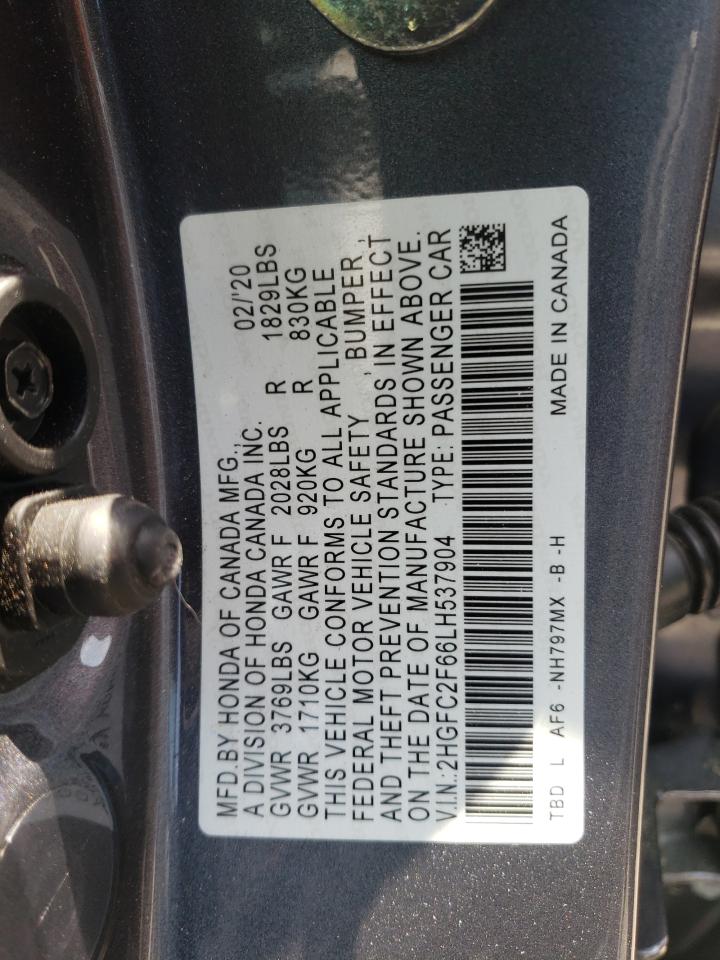 MFD.BY HONDA OF CANADA MFG., 02/'20
A DIVISION OF HONDA CANADA INC.
GVWR 3769LBS GAWR F 2028LBS R 1829LBS
GVWR 1710KG GAWR F 920KG R 830KG
THIS VEHICLE CONFORMS TO ALL APPLICABLE
FEDERAL MOTOR VEHICLE SAFETY , BUMPER ,
AND THEFT PREVENTION STANDARDS IN EFFECT
ON THE DATE OF MANUFACTURE SHOWN ABOVE.
V.I.N.:2HGFC2F66LH537904 TYPE: PASSENGER CAR
TBD L AF6 -NH797MX -B -H MADE IN CANADA